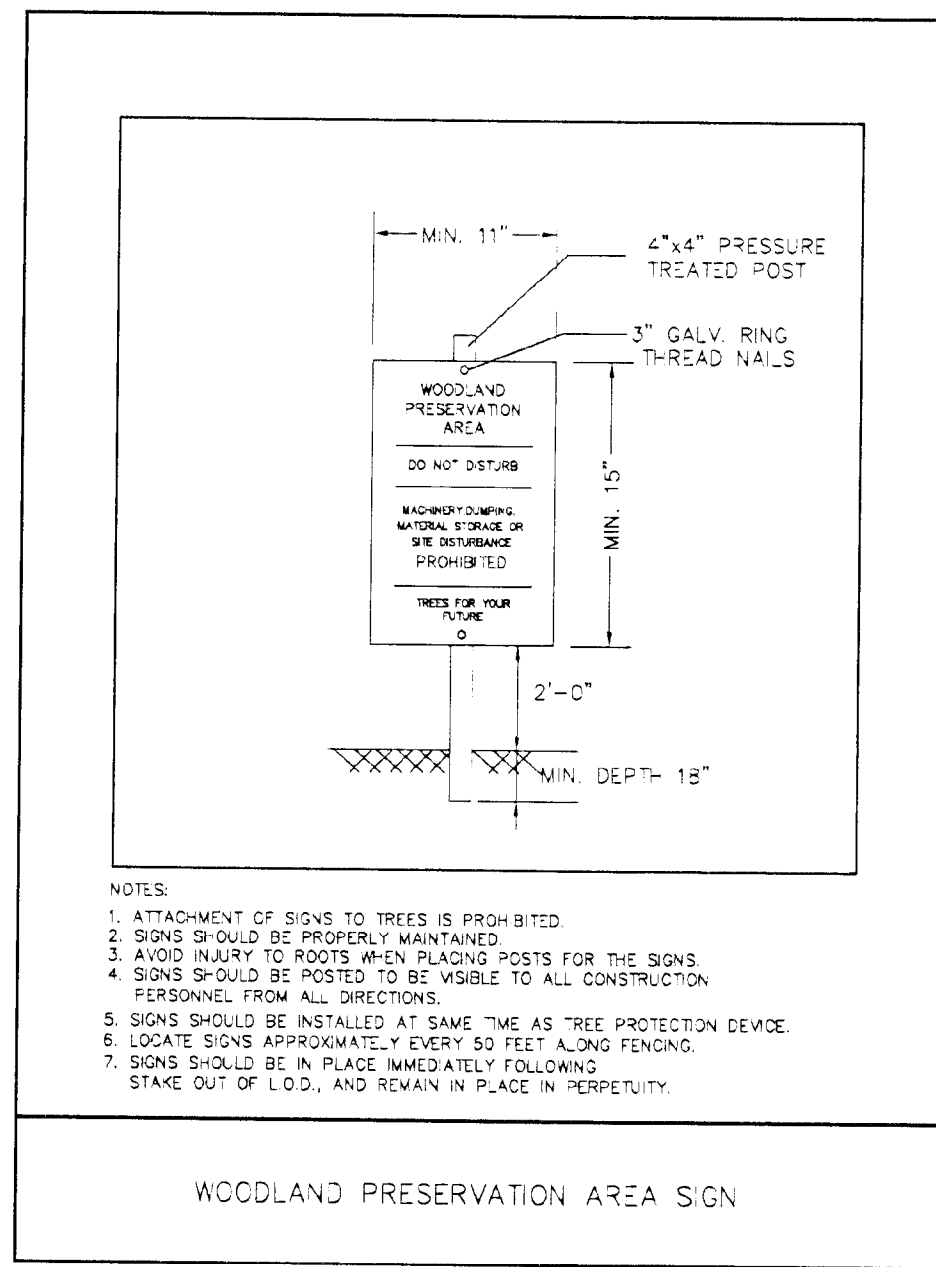 MIN. 11"
4"x4" PRESSURE
TREATED POST
3" GALV. RING
THREAD NAILS
WOODLAND
PRESERVATION
AREA
DO NOT DISTURB
MACHINERY,DUMPING,
MATERIAL STORAGE OR
SITE DISTURBANCE
PROHIBITED
TREES FOR YOUR
FUTURE
MIN. 15"
2'-0"
MIN. DEPTH 18"
NOTES:
1. ATTACHMENT OF SIGNS TO TREES IS PROHIBITED.
2. SIGNS SHOULD BE PROPERLY MAINTAINED.
3. AVOID INJURY TO ROOTS WHEN PLACING POSTS FOR THE SIGNS.
4. SIGNS SHOULD BE POSTED TO BE VISIBLE TO ALL CONSTRUCTION
PERSONNEL FROM ALL DIRECTIONS.
5. SIGNS SHOULD BE INSTALLED AT SAME TIME AS TREE PROTECTION DEVICE.
6. LOCATE SIGNS APPROXIMATELY EVERY 50 FEET ALONG FENCING.
7. SIGNS SHOULD BE IN PLACE IMMEDIATELY FOLLOWING
STAKE OUT OF L.O.D., AND REMAIN IN PLACE IN PERPETUITY.
WOODLAND PRESERVATION AREA SIGN